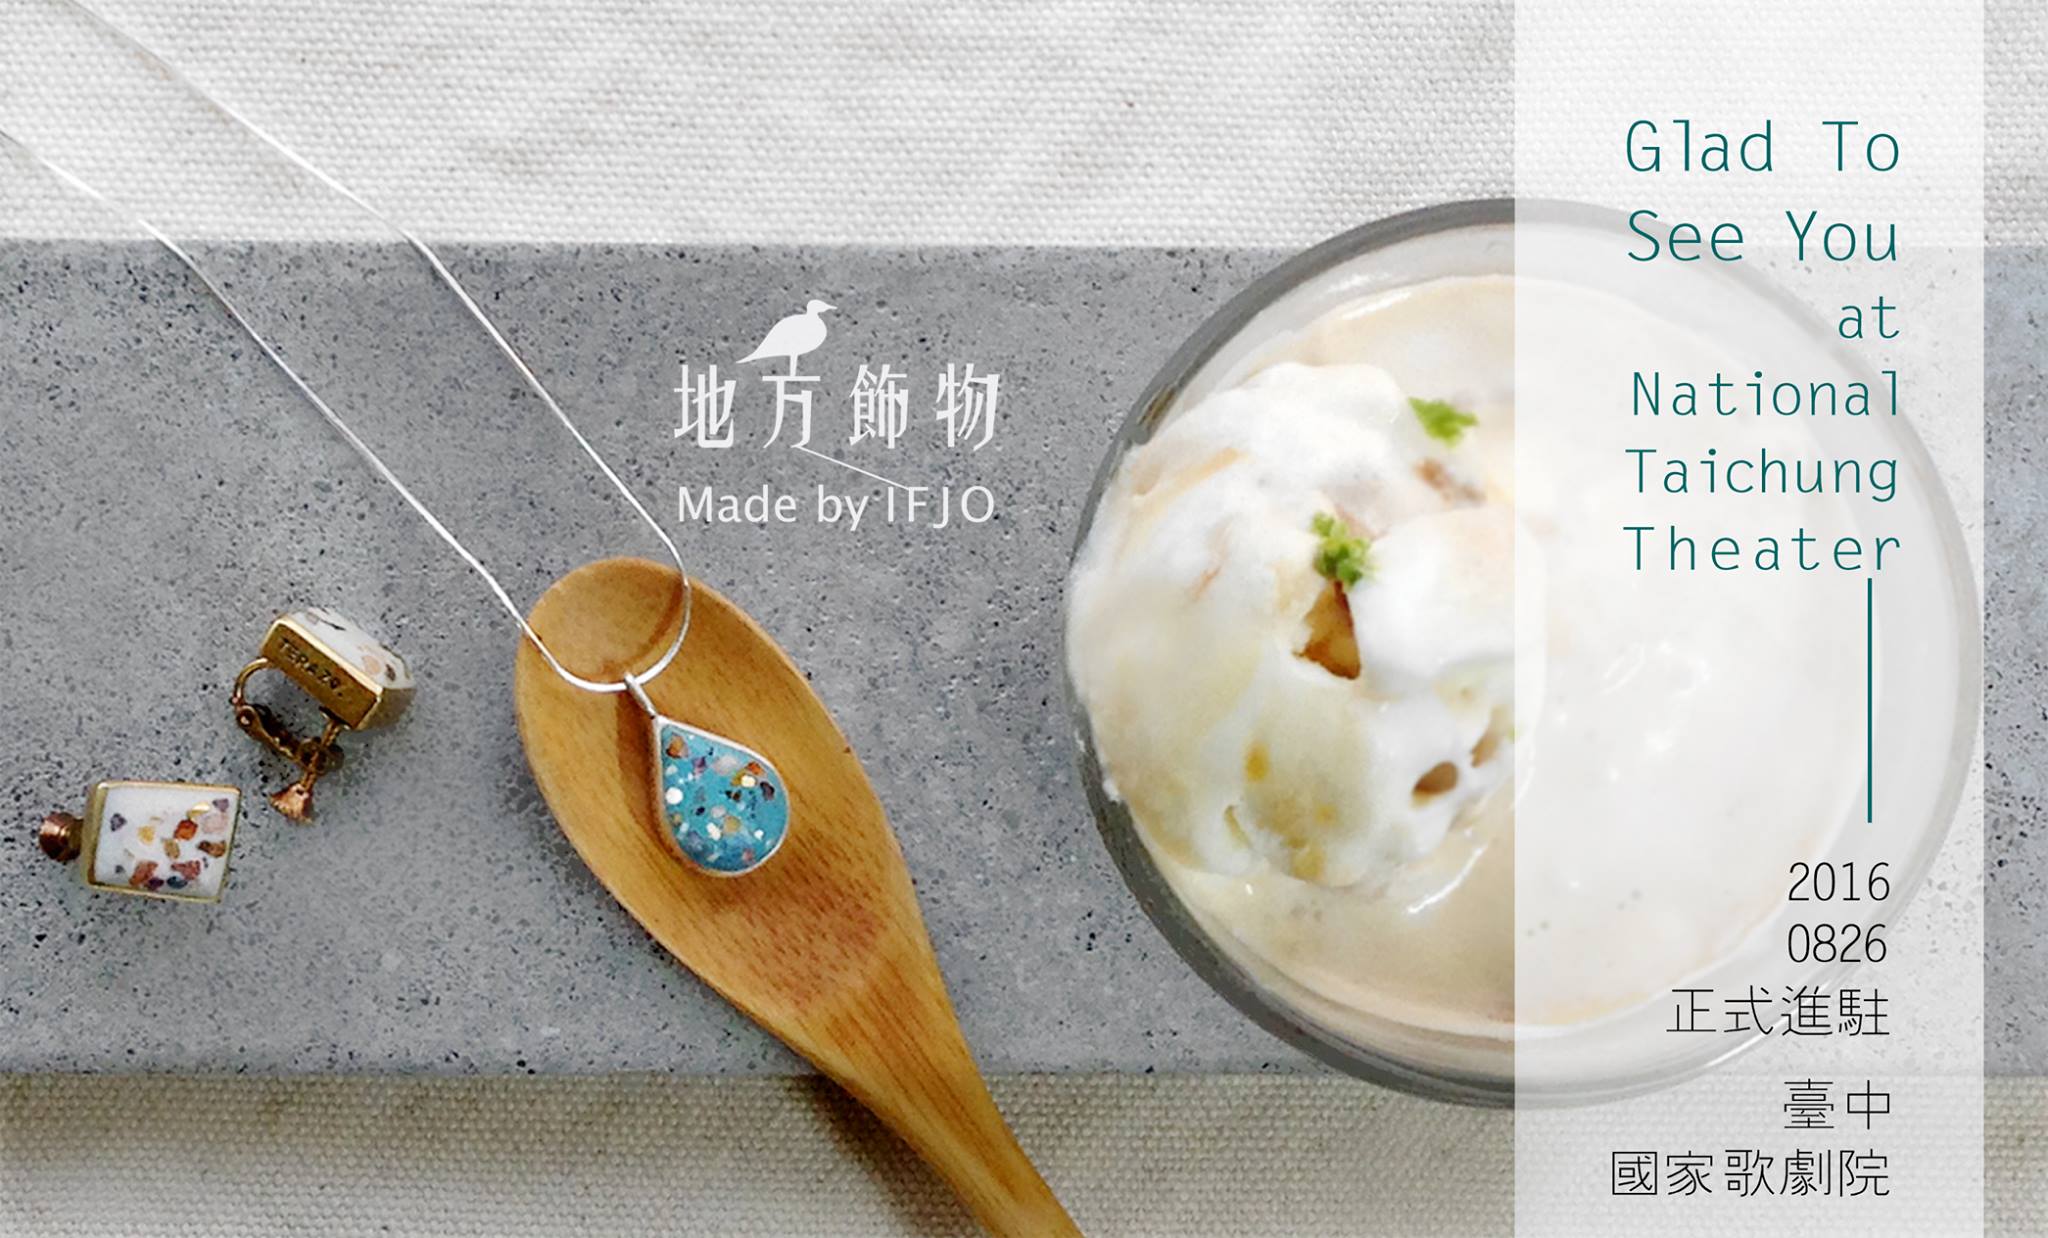 地方飾物
Made by IFJO
TERAZO.
Glad To
See You
at
National
Taichung
Theater
2016
0826
正式進駐
臺中
國家歌劇院